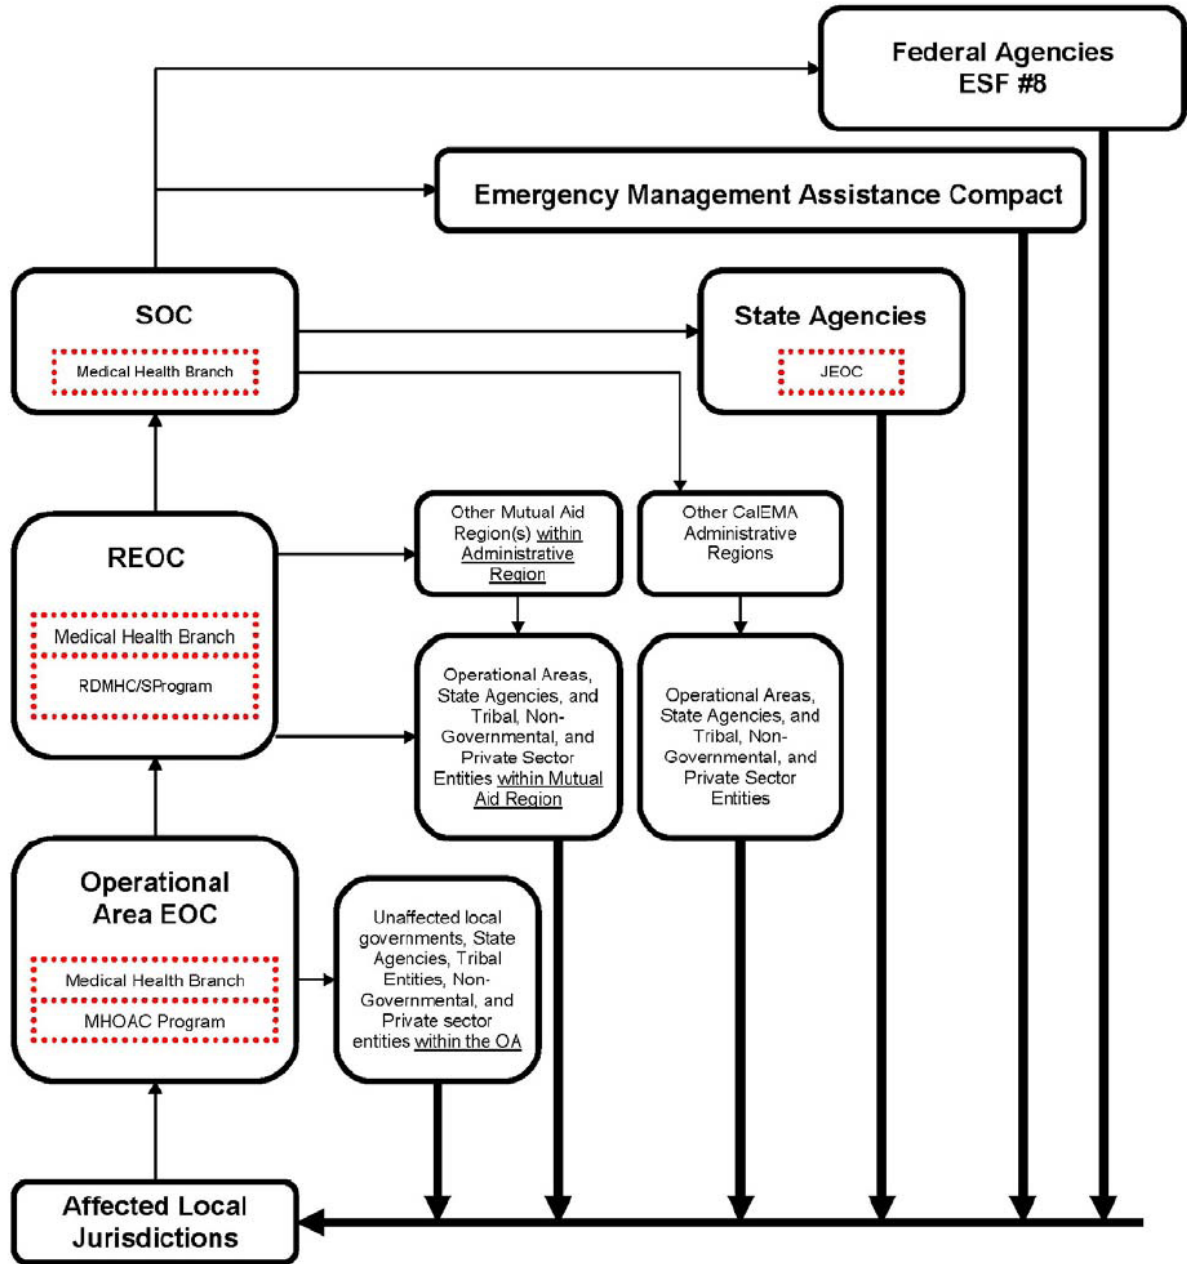 Federal Agencies
ESF #8
Emergency Management Assistance Compact
SOC
Medical Health Branch
State Agencies
JEOC
REOC
Medical Health Branch
RDMHC/SProgram
Other Mutual Aid
Region(s) within
Administrative
Region
Other CalEMA
Administrative
Regions
Operational Areas,
State Agencies, and
Tribal, Non-
Governmental, and
Private Sector
Entities within Mutual
Aid Region
Operational Areas,
State Agencies, and
Tribal, Non-
Governmental, and
Private Sector
Entities
Operational
Area EOC
Medical Health Branch
MHOAC Program
Unaffected local
governments, State
Agencies, Tribal
Entities, Non-
Governmental, and
Private sector
entities within the OA
Affected Local
Jurisdictions